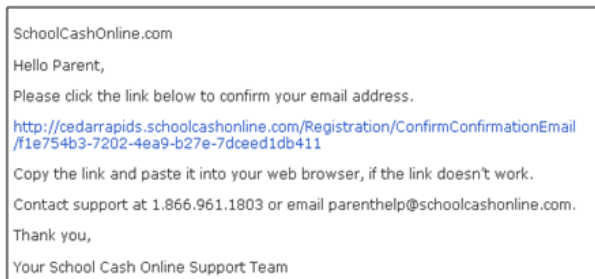 SchoolCashOnline.com
Hello Parent,
Please click the link below to confirm your email address.
http://cedarrapids.schoolcashonline.com/Registration/ConfirmConfirmationEmail
/f1e754b3-7202-4ea9-b27e-7dceed1db411
Copy the link and paste it into your web browser, if the link doesn't work.
Contact support at 1.866.961.1803 or email parenthelp@schoolcashonline.com.
Thank you,
Your School Cash Online Support Team